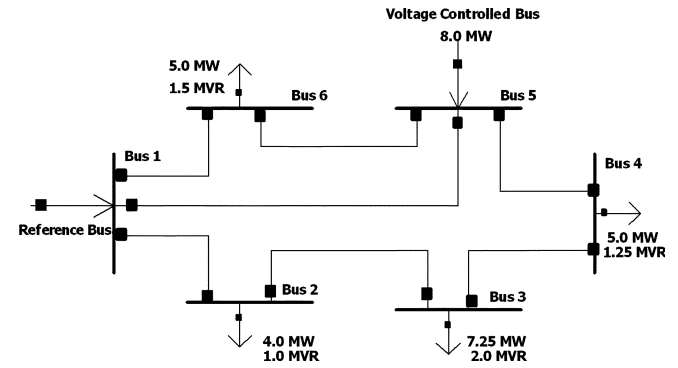 Voltage Controlled Bus
8.0 MW
5.0 MW
1.5 MVR
Bus 6
Bus 5
Bus 1
Bus 4
Reference Bus
5.0 MW
1.25 MVR
Bus 2
Bus 3
4.0 MW
1.0 MVR
7.25 MW
2.0 MVR